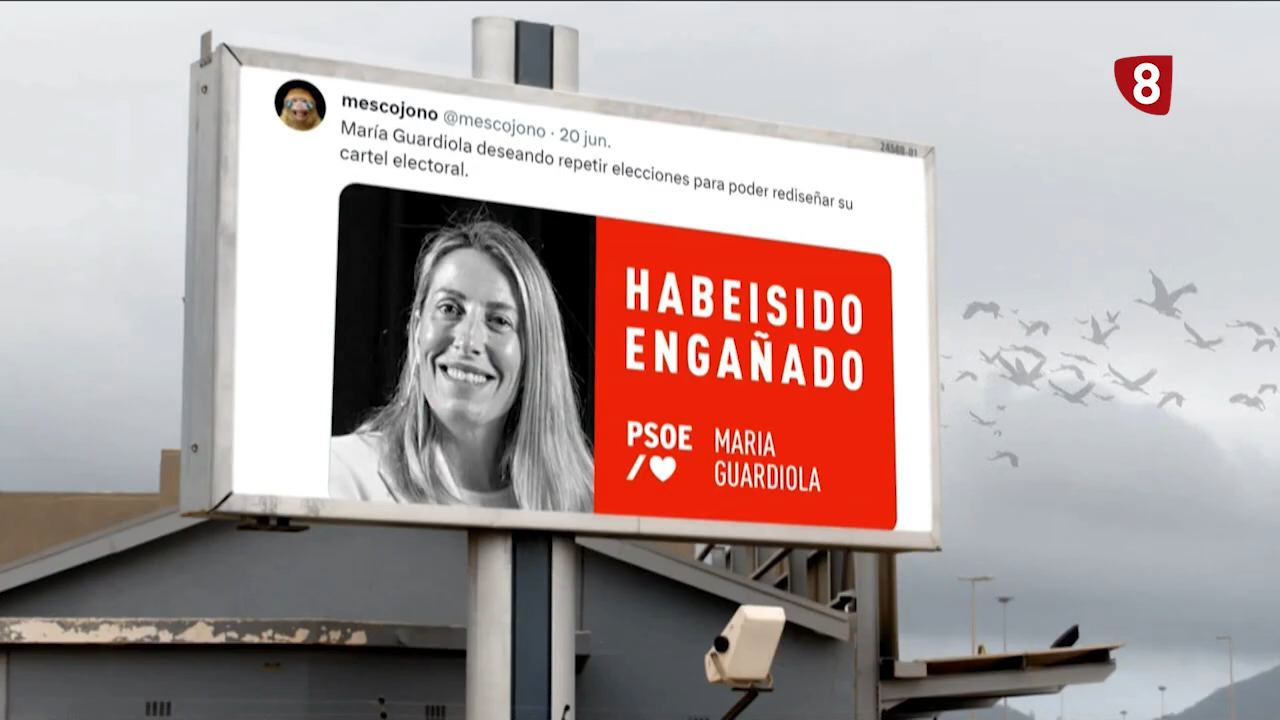 8
24580-01
mescojono @mescojono · 20 jun.
María Guardiola deseando repetir elecciones para poder rediseñar su
cartel electoral.
HABEISIDO
ENGAÑADO
PSOE
MARIA
GUARDIOLA